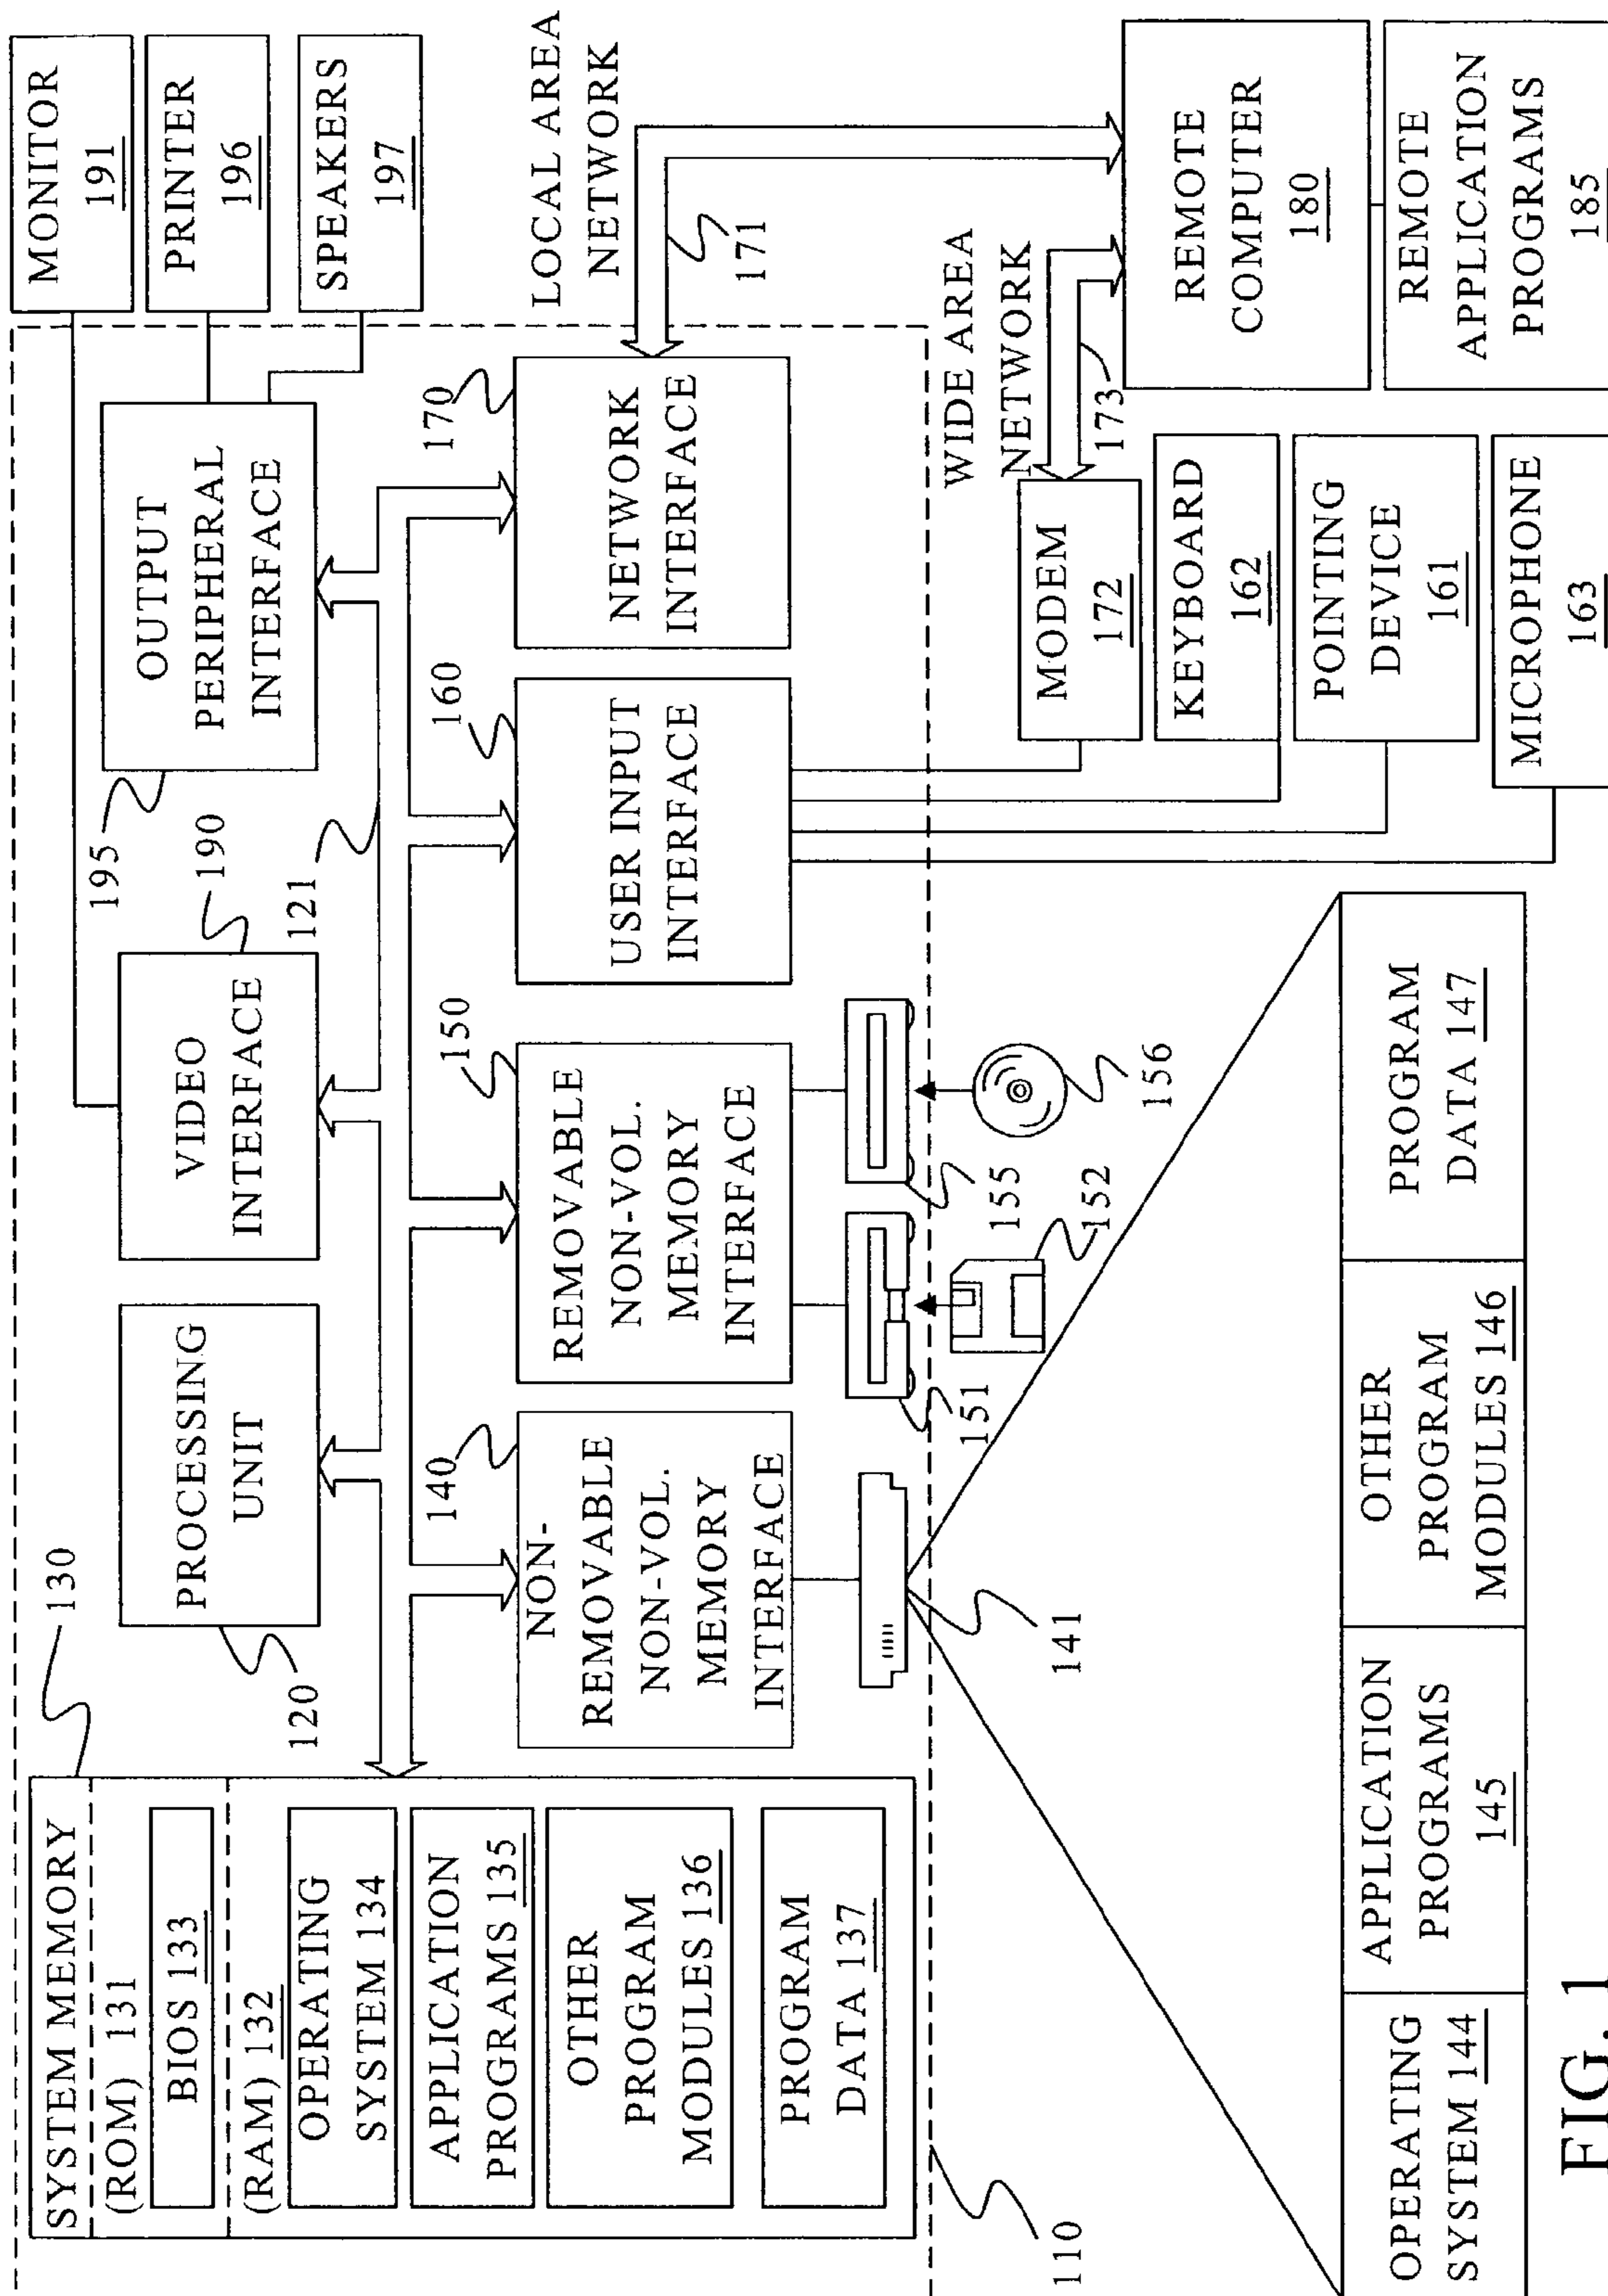 SYSTEM MEMORY
(ROM) 131
BIOS 133
(RAM) 132
OPERATING
SYSTEM 134
APPLICATION
PROGRAMS 135
OTHER
PROGRAM
MODULES 136
PROGRAM
DATA 137
130
PROCESSING
UNIT
120
VIDEO
INTERFACE
190
121
OUTPUT
PERIPHERAL
INTERFACE
195
MONITOR
191
PRINTER
196
SPEAKERS
197
140
NON-
REMOVABLE
NON-VOL.
MEMORY
INTERFACE
150
REMOVABLE
NON-VOL.
MEMORY
INTERFACE
160
USER INPUT
INTERFACE
170
NETWORK
INTERFACE
LOCAL AREA
NETWORK
171
WIDE AREA
NETWORK
173
141
151
152
155
156
110
MODEM
172
KEYBOARD
162
POINTING
DEVICE
161
MICROPHONE
163
REMOTE
COMPUTER
180
REMOTE
APPLICATION
PROGRAMS
185
OPERATING
SYSTEM 144
APPLICATION
PROGRAMS
145
OTHER
PROGRAM
MODULES 146
PROGRAM
DATA 147
FIG. 1